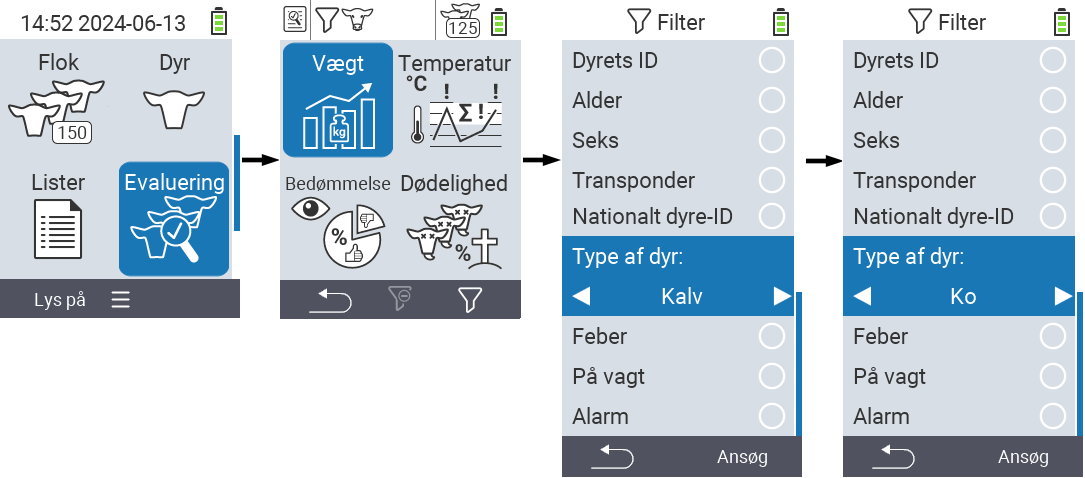 14:52 2024-06-13
Flok
Dyr
150
Lister
Evaluering
Lys på
125
Vægt
Temperatur
°C
! !
Σ !
kg
Bedømmelse
Dødelighed
%
%
Filter
Dyrets ID
Alder
Seks
Transponder
Nationalt dyre-ID
Type af dyr:
Kalv
Feber
På vagt
Alarm
Ansøg
Filter
Dyrets ID
Alder
Seks
Transponder
Nationalt dyre-ID
Type af dyr:
Ko
Feber
På vagt
Alarm
Ansøg